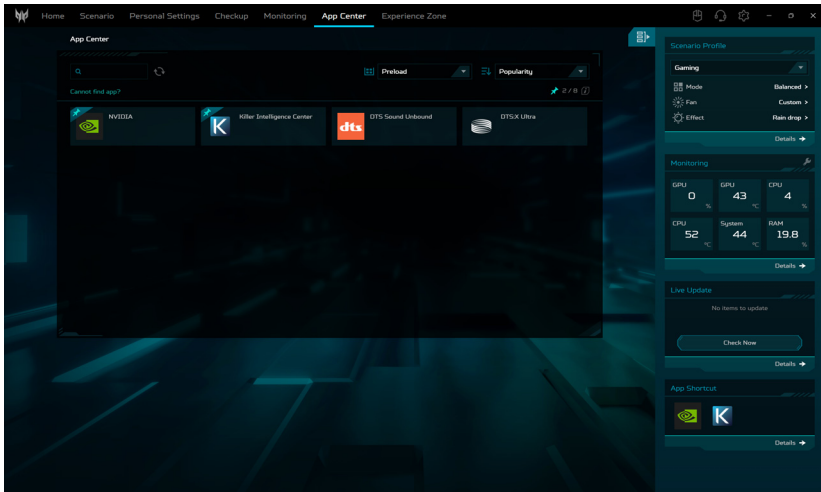 Home Scenario Personal Settings Checkup Monitoring App Center Experience Zone
App Center
Preload Popularity
Cannot find app? 2 / 8
NVIDIA Killer Intelligence Center DTS Sound Unbound DTS:X Ultra
dts
K
Scenario Profile
Gaming
Mode Balanced >
Fan Custom >
Effect Rain drop >
Details →
Monitoring
GPU GPU CPU
0 % 43 °C 4 %
CPU System RAM
52 °C 44 °C 19.8 %
Details →
Live Update
No items to update
Check Now
Details →
App Shortcut
K
Details →